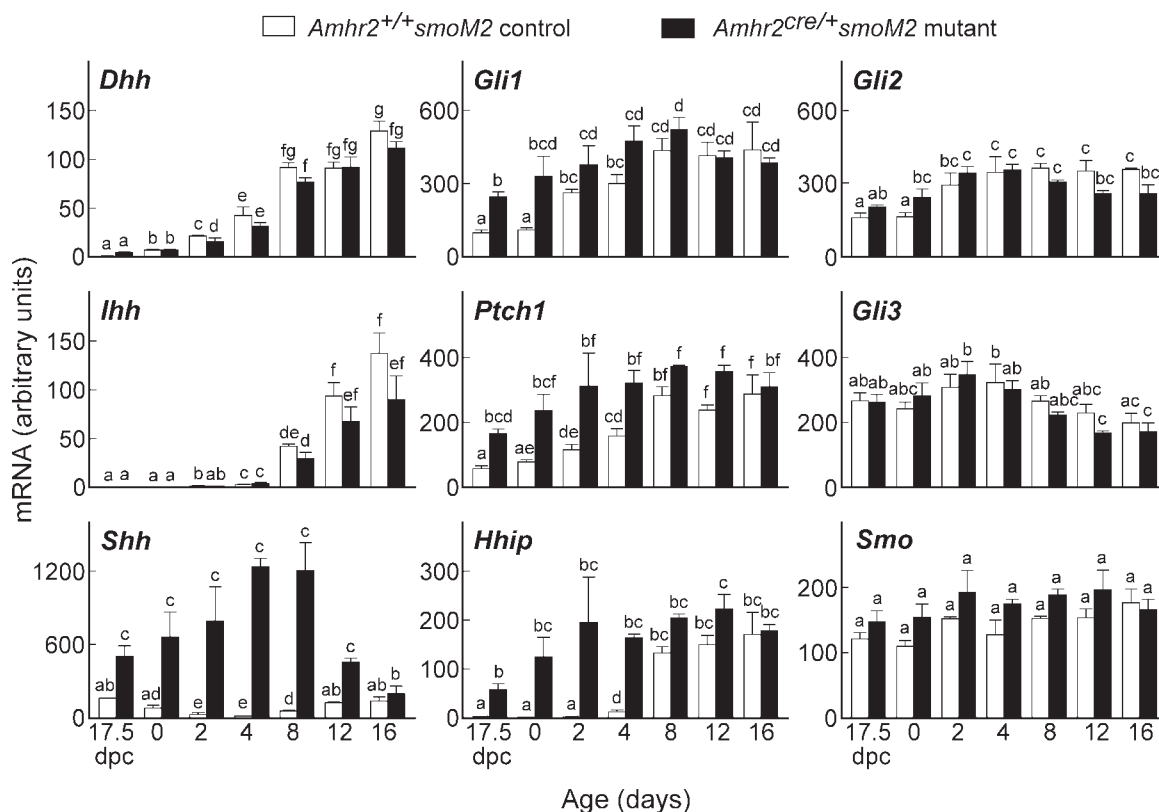 Amhr2+/+smoM2 control Amhr2cre/+smoM2 mutant
Dhh
150
100
50
0
a a b b c d e e fg f fg fg g fg
Gli1
600
300
0
a b a bcd bc cd bc cd cd d cd cd cd cd
Gli2
600
300
0
a ab a bc bc c c c c c c bc c bc
mRNA (arbitrary units)
Ihh
150
100
50
0
a a a a b ab c c de d f ef f ef
Ptch1
400
200
0
a bcd ae bcf de bf cd bf bf f cf f bf bf
Gli3
400
200
0
ab ab abc ab ab b b ab ab abc abc c ac c
Shh
1200
600
0
ab c ad c e c e c d c ab c ab b
Hhip
300
200
100
0
a b a bc a bc d bc bc bc bc c bc bc
Smo
200
100
0
a a a a a a a a a a a a a a
17.5 dpc 0 2 4 8 12 16
17.5 dpc 0 2 4 8 12 16
17.5 dpc 0 2 4 8 12 16
Age (days)